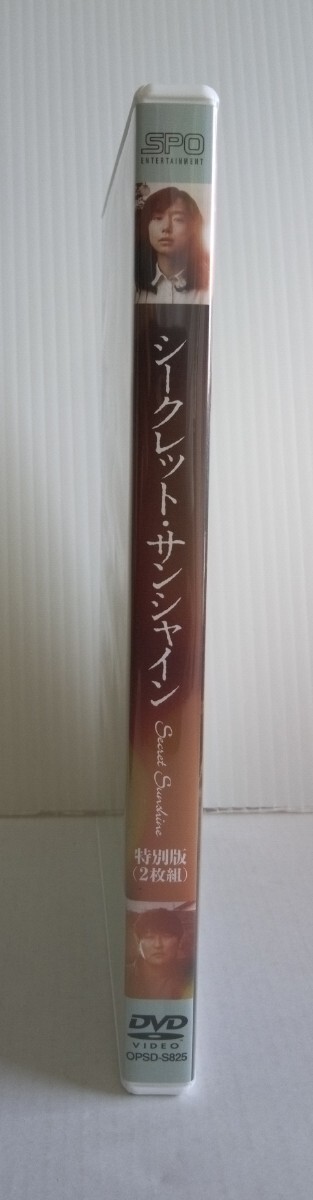 SPO
ENTERTAINMENT
シークレット・サンシャイン
Secret Sunshine
特別版
(2枚組)
DVD
VIDEO
OPSD-S825